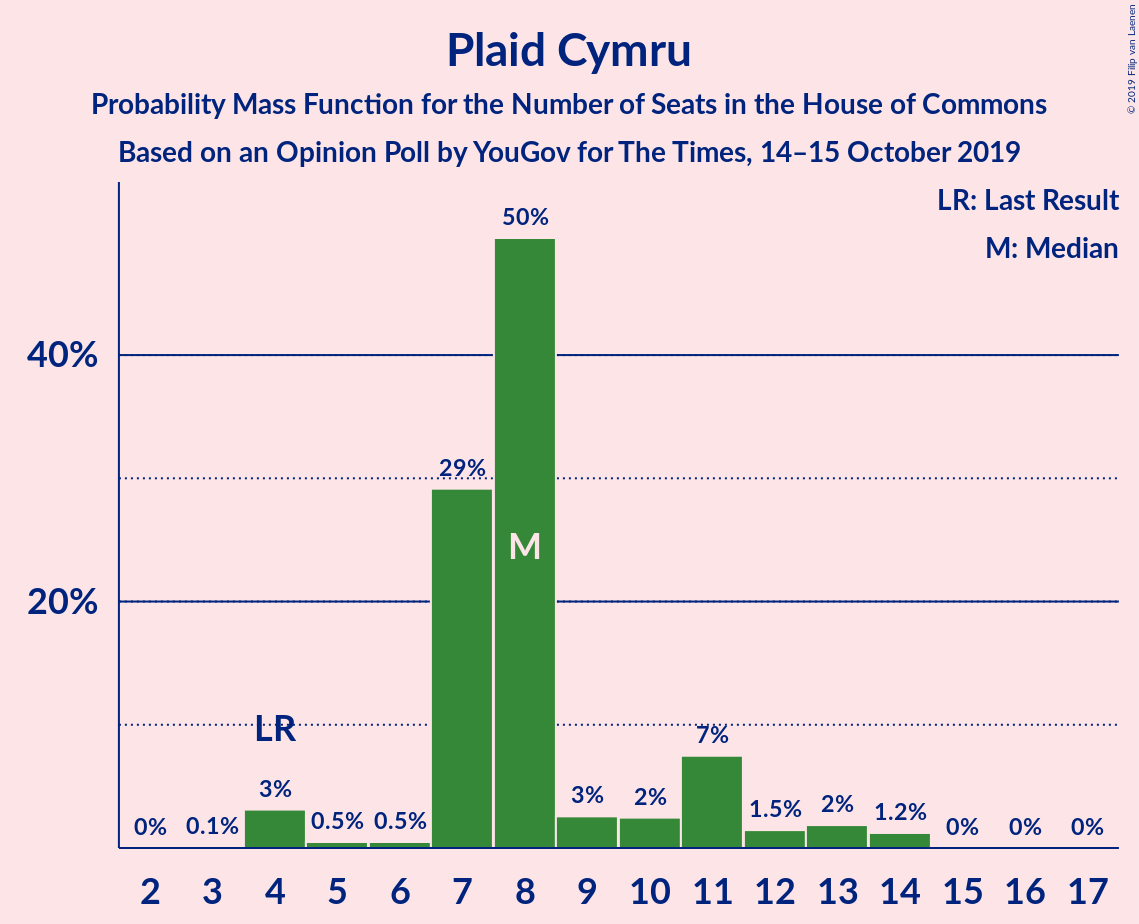 Plaid Cymru
Probability Mass Function for the Number of Seats in the House of Commons
Based on an Opinion Poll by YouGov for The Times, 14–15 October 2019
© 2019 Filip van Laenen
LR: Last Result
M: Median
50%
40%
29%
M
20%
LR
7%
3%
3%
2%
1.5%
2%
1.2%
0%
0.1%
0.5%
0.5%
0%
0%
0%
2 3 4 5 6 7 8 9 10 11 12 13 14 15 16 17